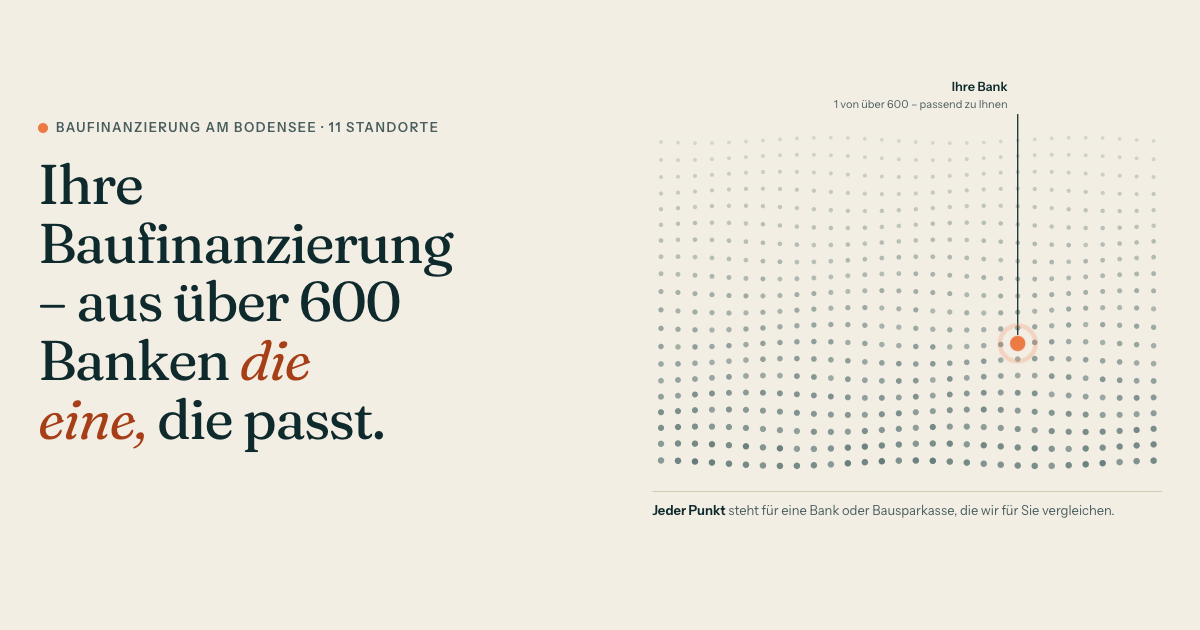 BAUFINANZIERUNG AM BODENSEE · 11 STANDORTE
Ihre
Baufinanzierung
– aus über 600
Banken die
eine, die passt.
Ihre Bank
1 von über 600 – passend zu Ihnen
Jeder Punkt steht für eine Bank oder Bausparkasse, die wir für Sie vergleichen.